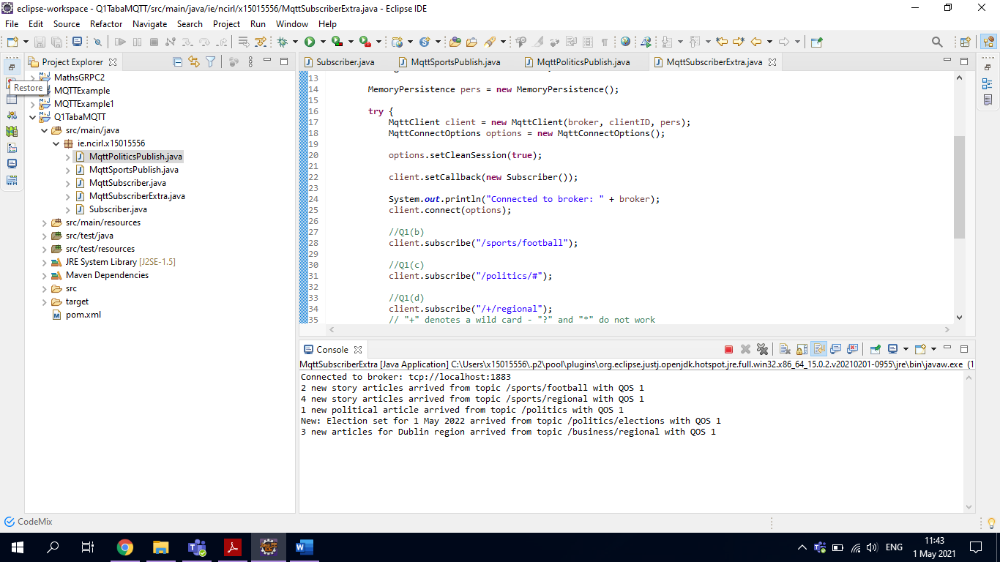 eclipse-workspace - Q1TabaMQTT/src/main/java/ie/ncirl/x15015556/MqttSubscriberExtra.java - Eclipse IDE
File Edit Source Refactor Navigate Search Project Run Window Help
Project Explorer
MathsGRPC2
Restore
MQTTExample
MQTTExample1
Q1TabaMQTT
src/main/java
ie.ncirl.x15015556
MqttPoliticsPublish.java
MqttSportsPublish.java
MqttSubscriber.java
MqttSubscriberExtra.java
Subscriber.java
src/main/resources
src/test/java
src/test/resources
JRE System Library [J2SE-1.5]
Maven Dependencies
src
target
pom.xml
Subscriber.java MqttSportsPublish.java MqttPoliticsPublish.java MqttSubscriberExtra.java
13
14 MemoryPersistence pers = new MemoryPersistence();
15
16 try {
17 MqttClient client = new MqttClient(broker, clientID, pers);
18 MqttConnectOptions options = new MqttConnectOptions();
19
20 options.setCleanSession(true);
21
22 client.setCallback(new Subscriber());
23
24 System.out.println("Connected to broker: " + broker);
25 client.connect(options);
26
27 //Q1(b)
28 client.subscribe("/sports/football");
29
30 //Q1(c)
31 client.subscribe("/politics/#");
32
33 //Q1(d)
34 client.subscribe("/+/regional");
35 // "+" denotes a wild card - "?" and "*" do not work
Console
MqttSubscriberExtra [Java Application] C:\Users\x15015556\.p2\pool\plugins\org.eclipse.justj.openjdk.hotspot.jre.full.win32.x86_64_15.0.2.v20210201-0955\jre\bin\javaw.exe (1
Connected to broker: tcp://localhost:1883
2 new story articles arrived from topic /sports/football with QOS 1
4 new story articles arrived from topic /sports/regional with QOS 1
1 new political article arrived from topic /politics with QOS 1
New: Election set for 1 May 2022 arrived from topic /politics/elections with QOS 1
3 new articles for Dublin region arrived from topic /business/regional with QOS 1
CodeMix
ENG
11:43
1 May 2021